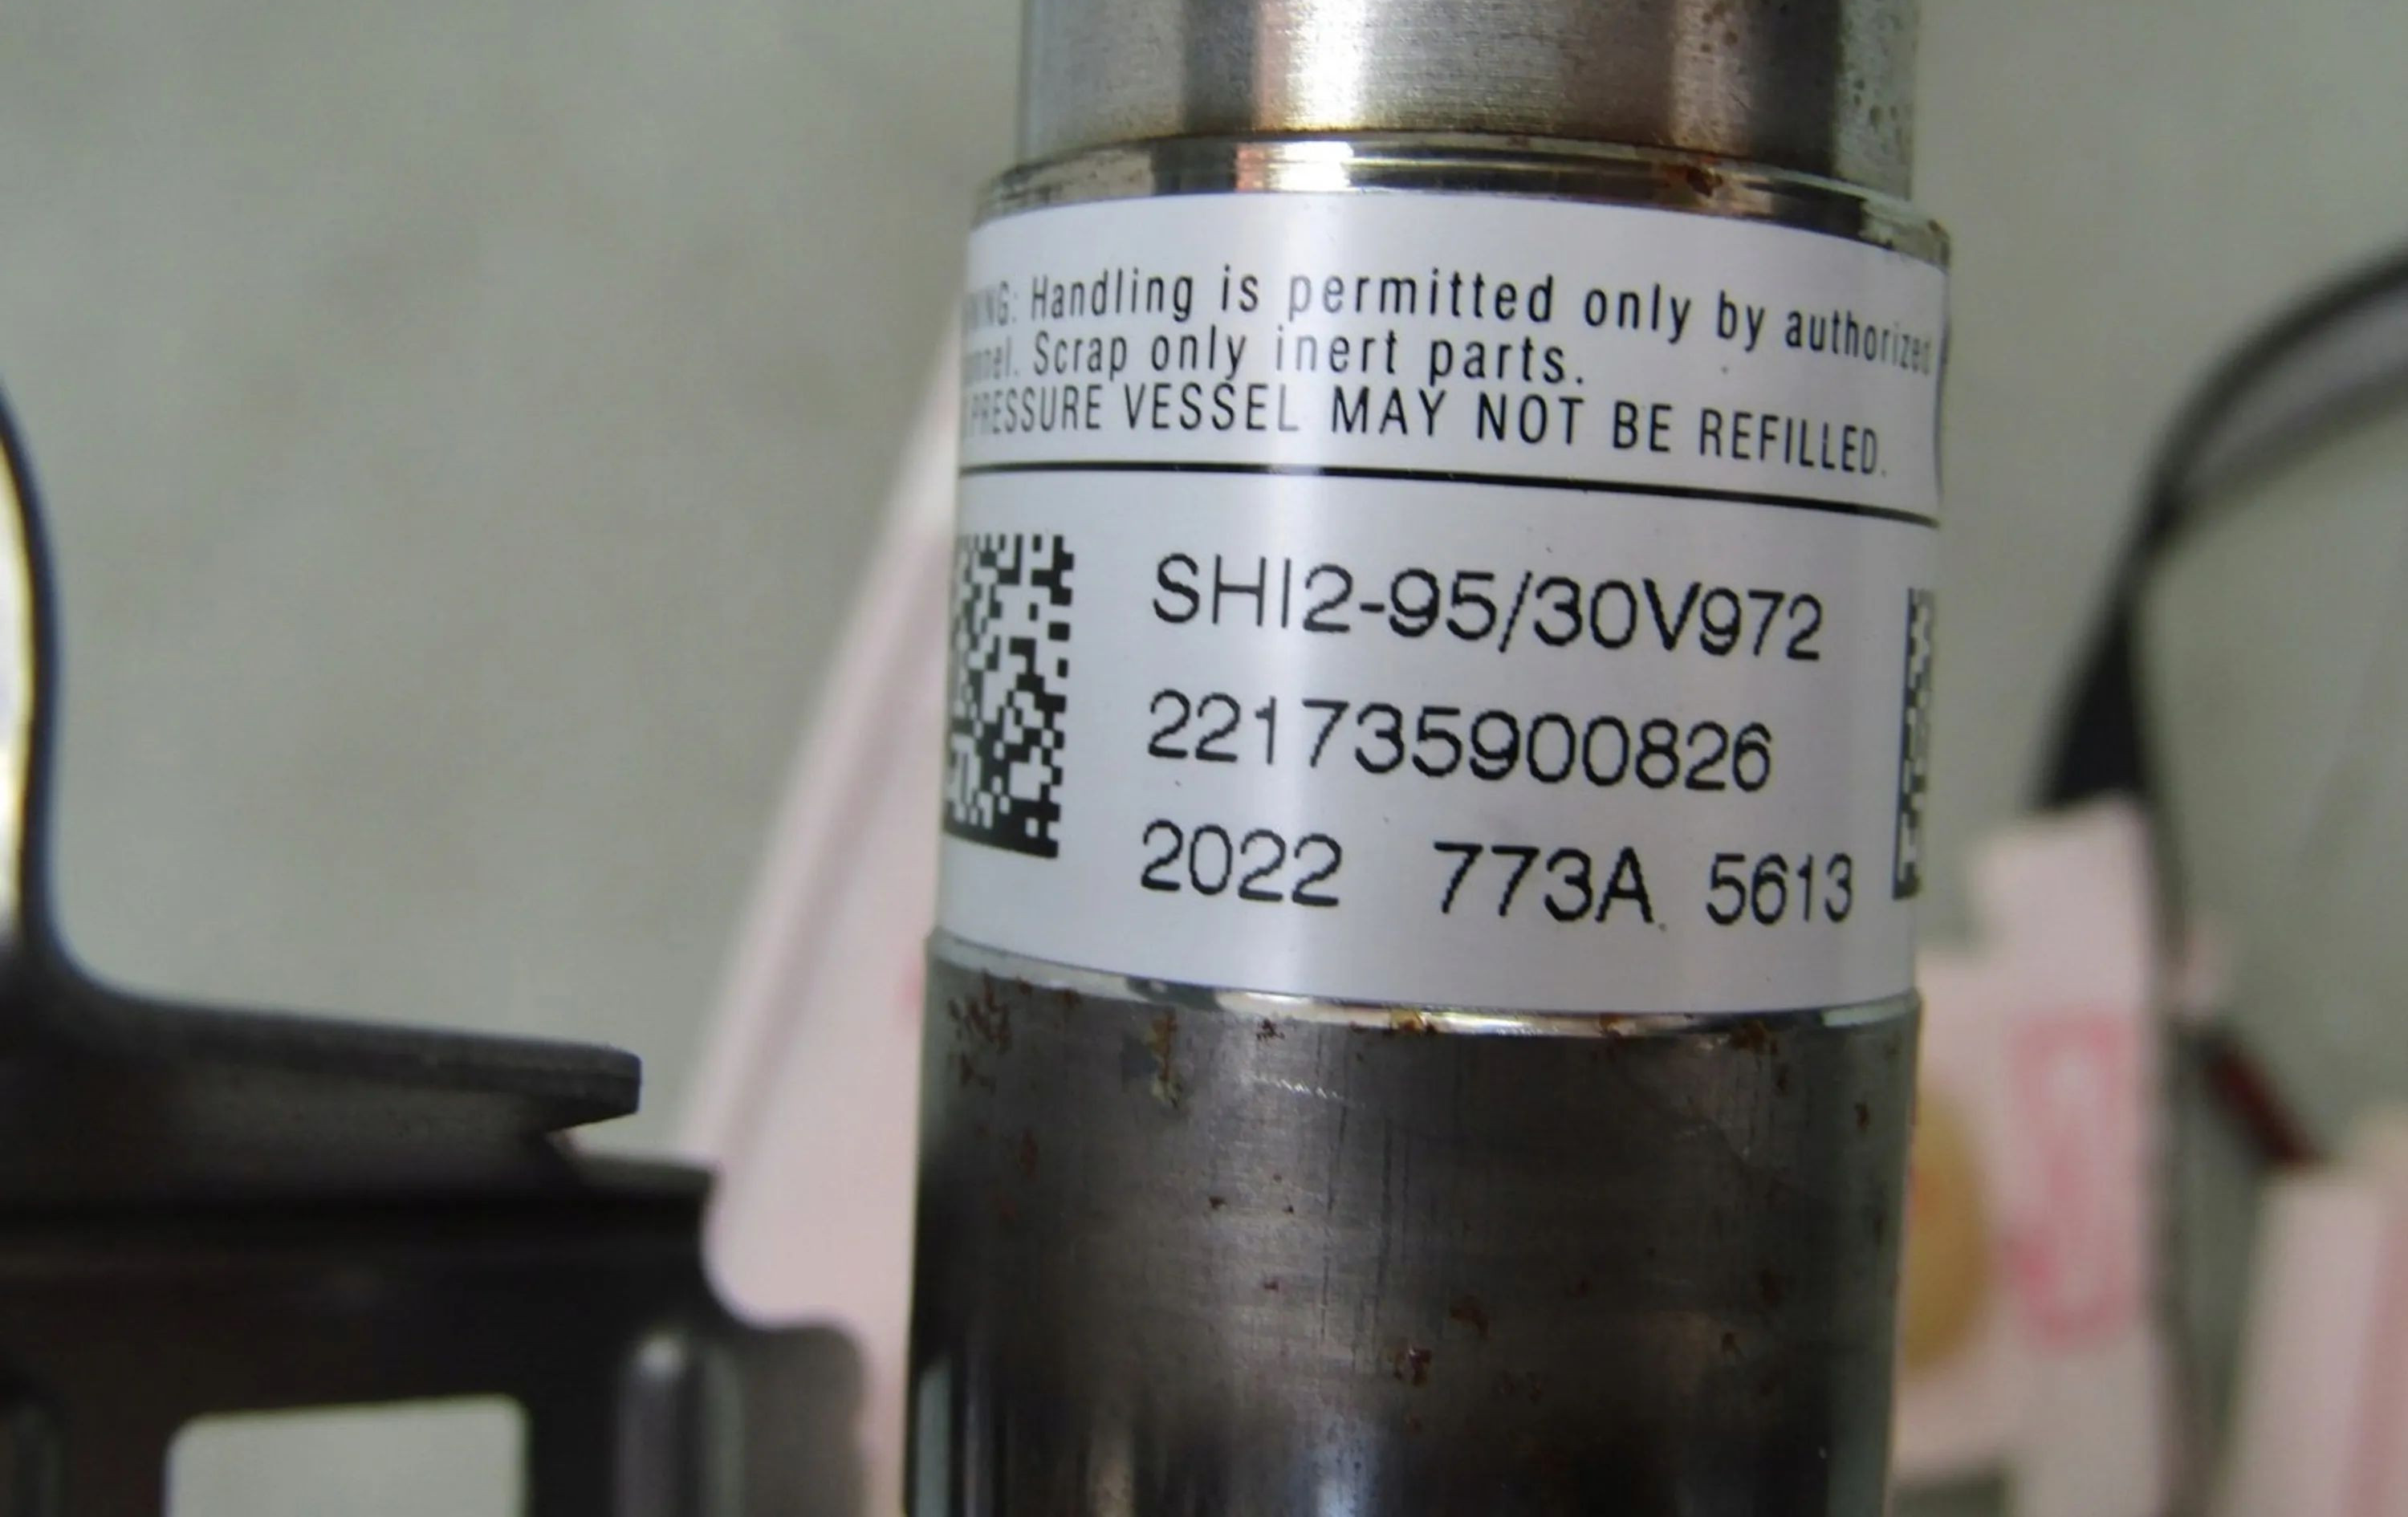 Handling is permitted only by authorized
Scrap only inert parts.
PRESSURE VESSEL MAY NOT BE REFILLED.
SHI2-95/30V972
221735900826
2022 773A 5613